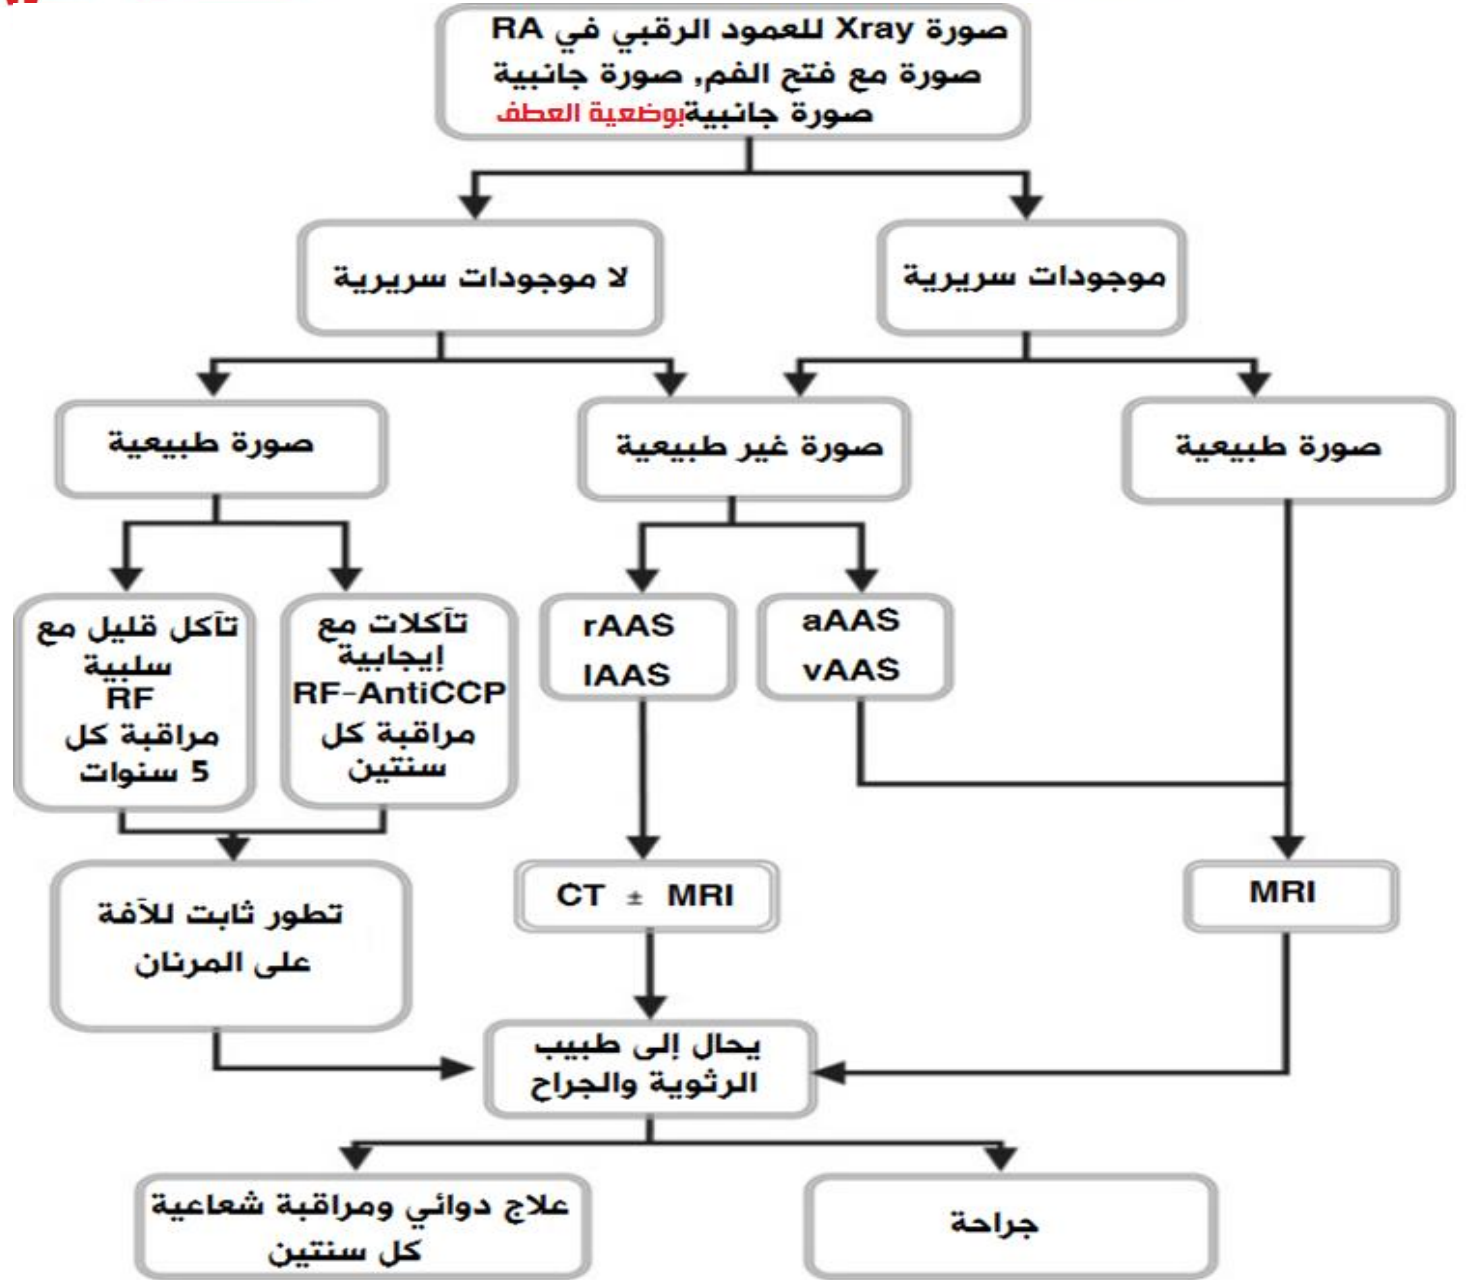 صورة Xray للعمود الرقبي في RA
صورة مع فتح الفم, صورة جانبية
صورة جانبية بوضعية العطف
موجودات سريرية
لا موجودات سريرية
صورة طبيعية
صورة غير طبيعية
صورة طبيعية
aAAS
vAAS
rAAS
lAAS
تآكلات مع
إيجابية
RF-AntiCCP
مراقبة كل
سنتين
تآكل قليل مع
سلبية
RF
مراقبة كل
5 سنوات
MRI
CT ± MRI
تطور ثابت للآفة
على المرنان
يحال إلى طبيب
الرثوية والجراح
جراحة
علاج دوائي ومراقبة شعاعية
كل سنتين